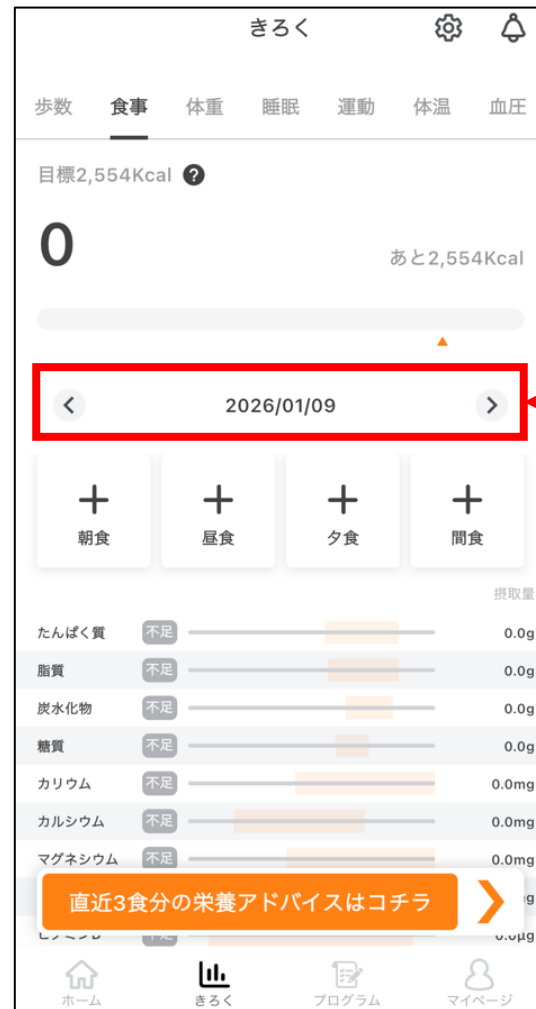 きろく
歩数 食事 体重 睡眠 運動 体温 血圧
目標2,554Kcal ?
0
あと2,554Kcal
2026/01/09
朝食 昼食 夕食 間食
摂取量
たんぱく質 不足 0.0g
脂質 不足 0.0g
炭水化物 不足 0.0g
糖質 不足 0.0g
カリウム 不足 0.0mg
カルシウム 不足 0.0mg
マグネシウム 不足 0.0mg
直近3食分の栄養アドバイスはコチラ
ホーム きろく プログラム マイページ